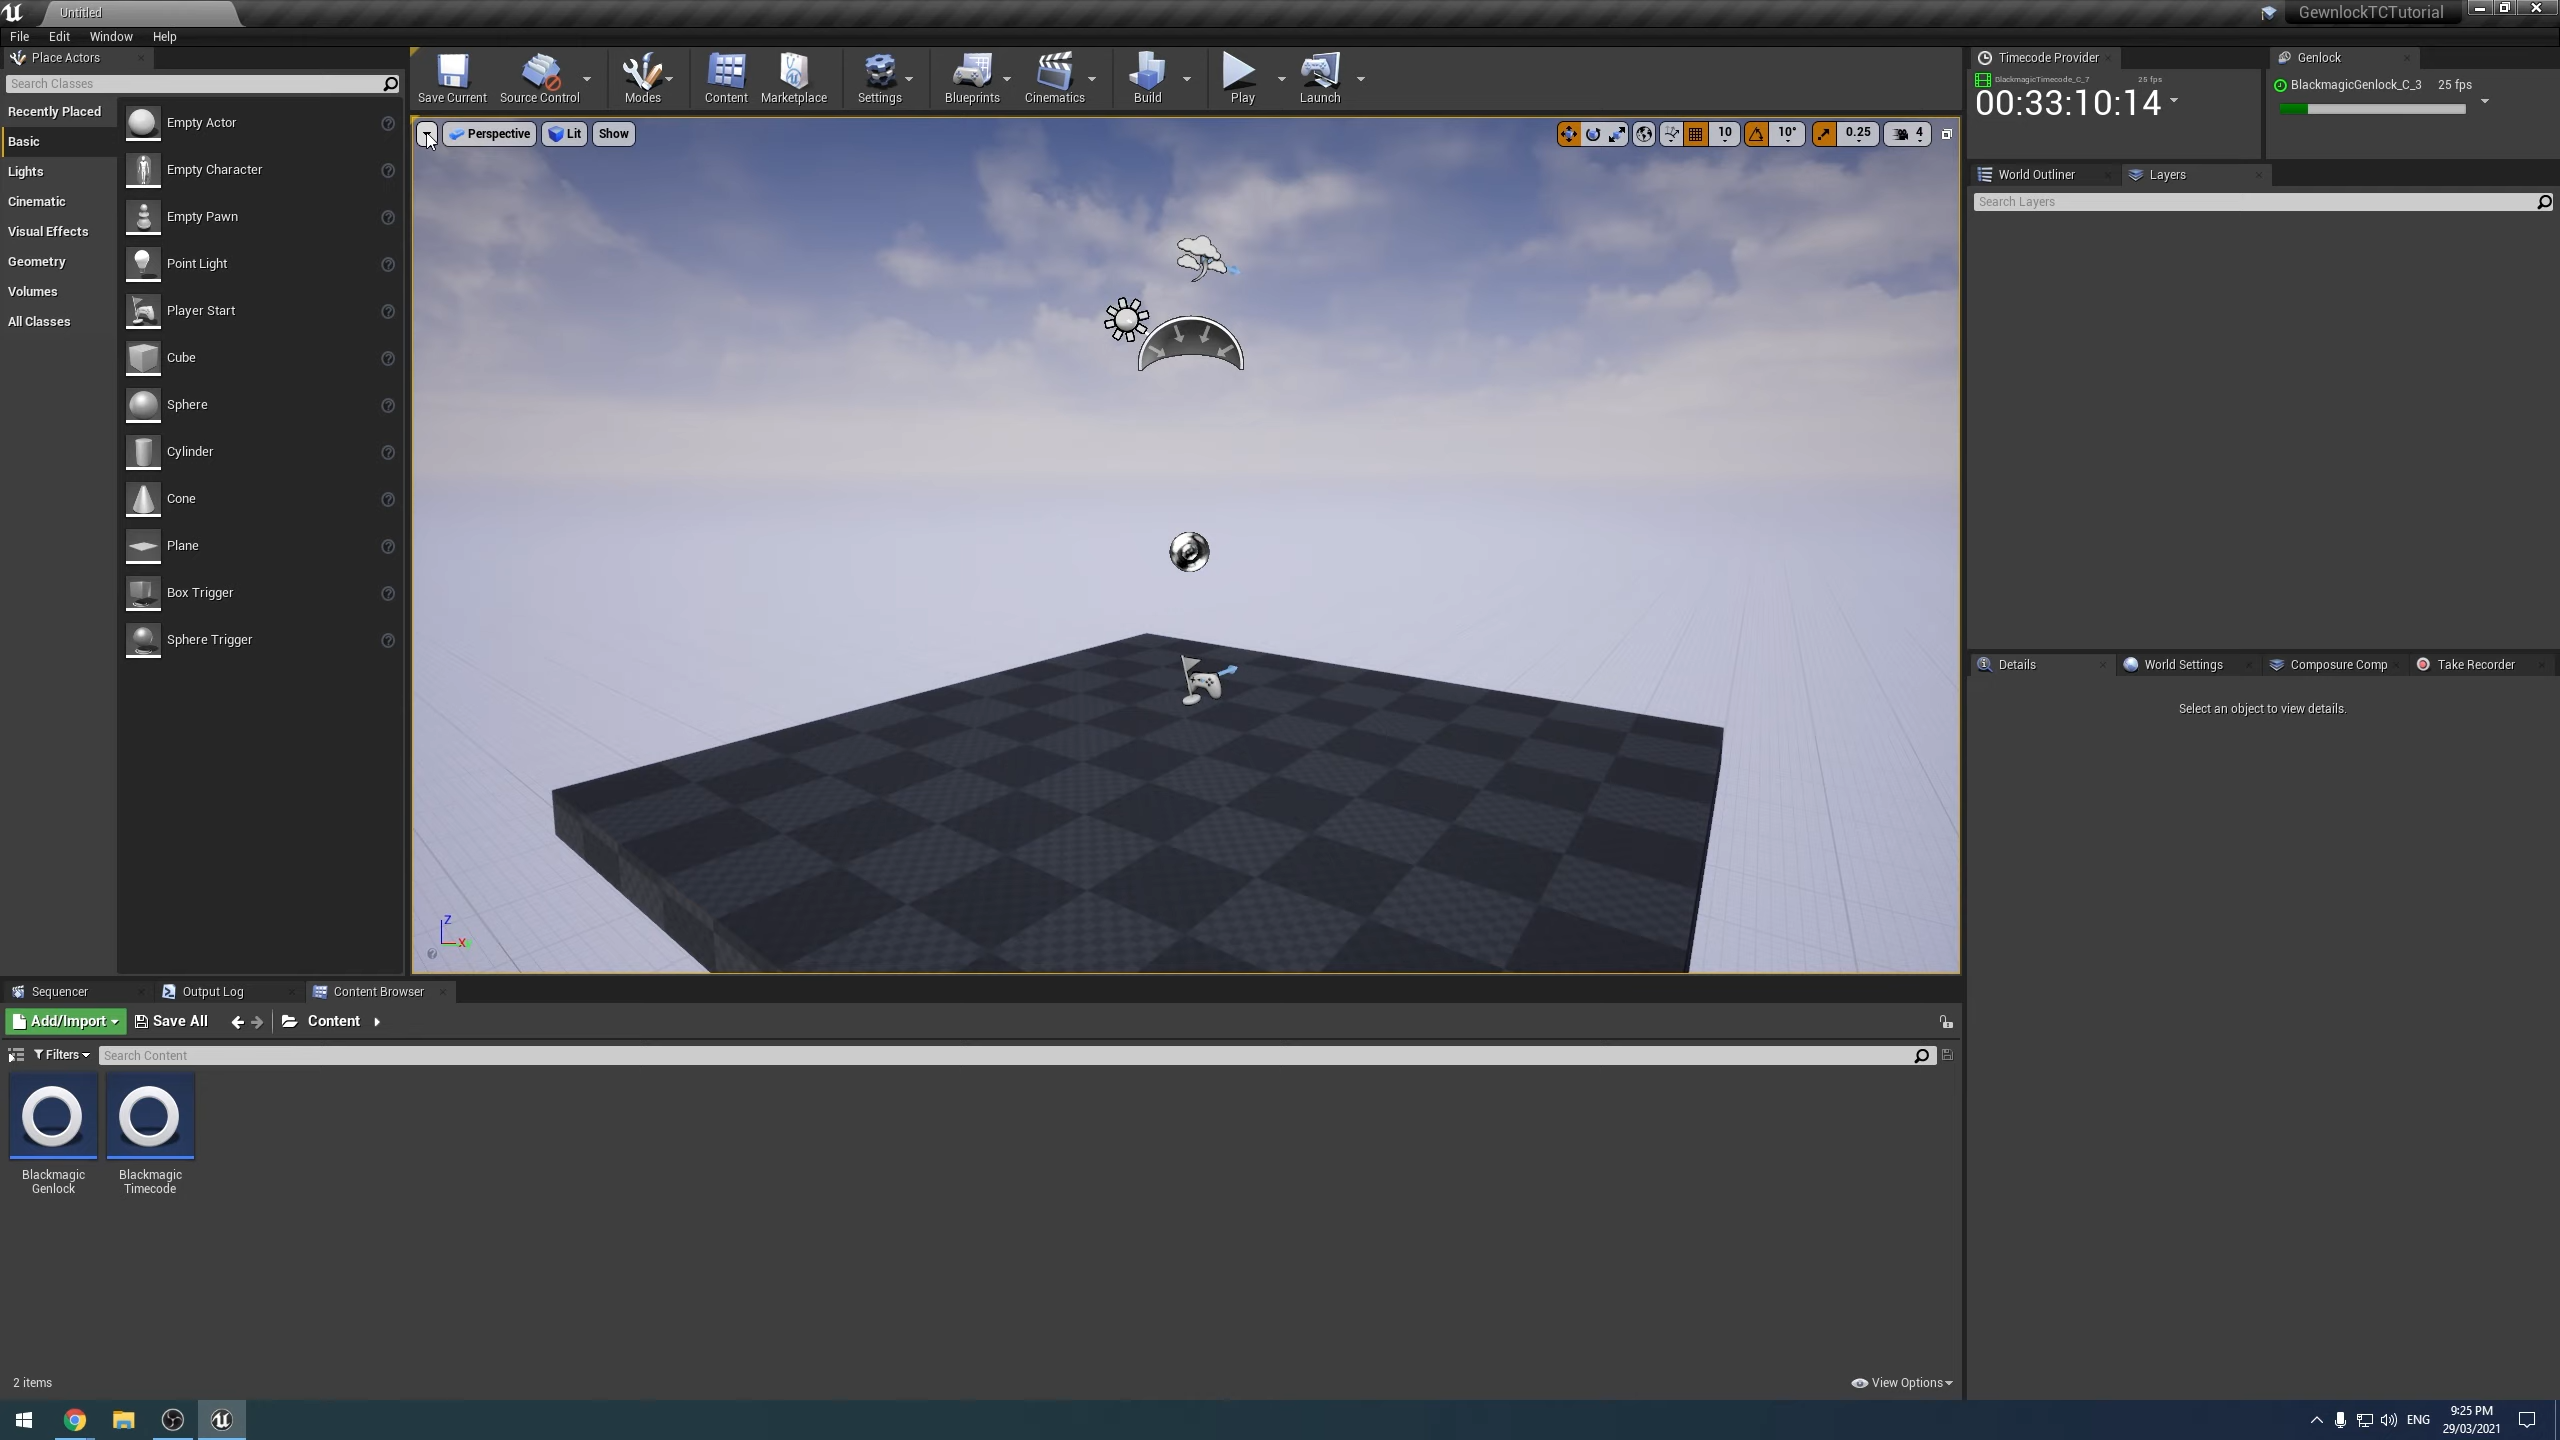 Untitled
GewnlockTCTutorial
File Edit Window Help
Place Actors
Search Classes
Recently Placed
Basic
Lights
Cinematic
Visual Effects
Geometry
Volumes
All Classes
Empty Actor
Empty Character
Empty Pawn
Point Light
Player Start
Cube
Sphere
Cylinder
Cone
Plane
Box Trigger
Sphere Trigger
Save Current Source Control Modes Content Marketplace Settings Blueprints Cinematics Build Play Launch
Perspective Lit Show
10 10° 0.25 4
Z
X
Timecode Provider
BlackmagicTimecode_C_7 25 fps
00:33:10:14
Genlock
BlackmagicGenlock_C_3 25 fps
World Outliner Layers
Search Layers
Details World Settings Composure Comp Take Recorder
Select an object to view details.
Sequencer Output Log Content Browser
Add/Import Save All Content
Filters Search Content
Blackmagic
Genlock
Blackmagic
Timecode
2 items
View Options
ENG
9:25 PM
29/03/2021